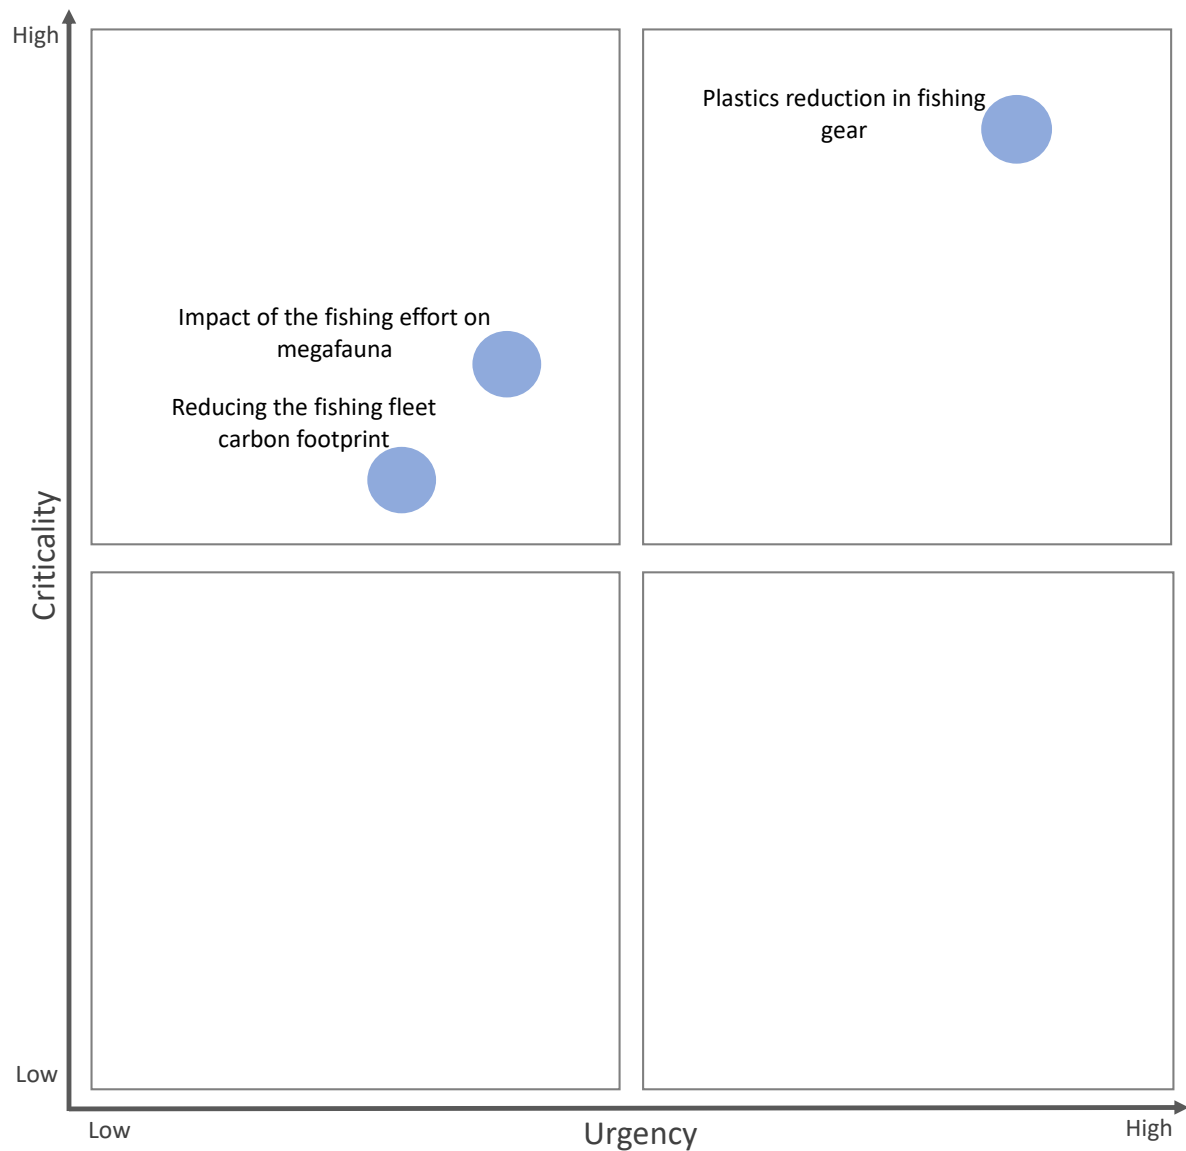 High
Plastics reduction in fishing
gear
Impact of the fishing effort on
megafauna
Reducing the fishing fleet
carbon footprint
Criticality
Low
Low
Urgency
High